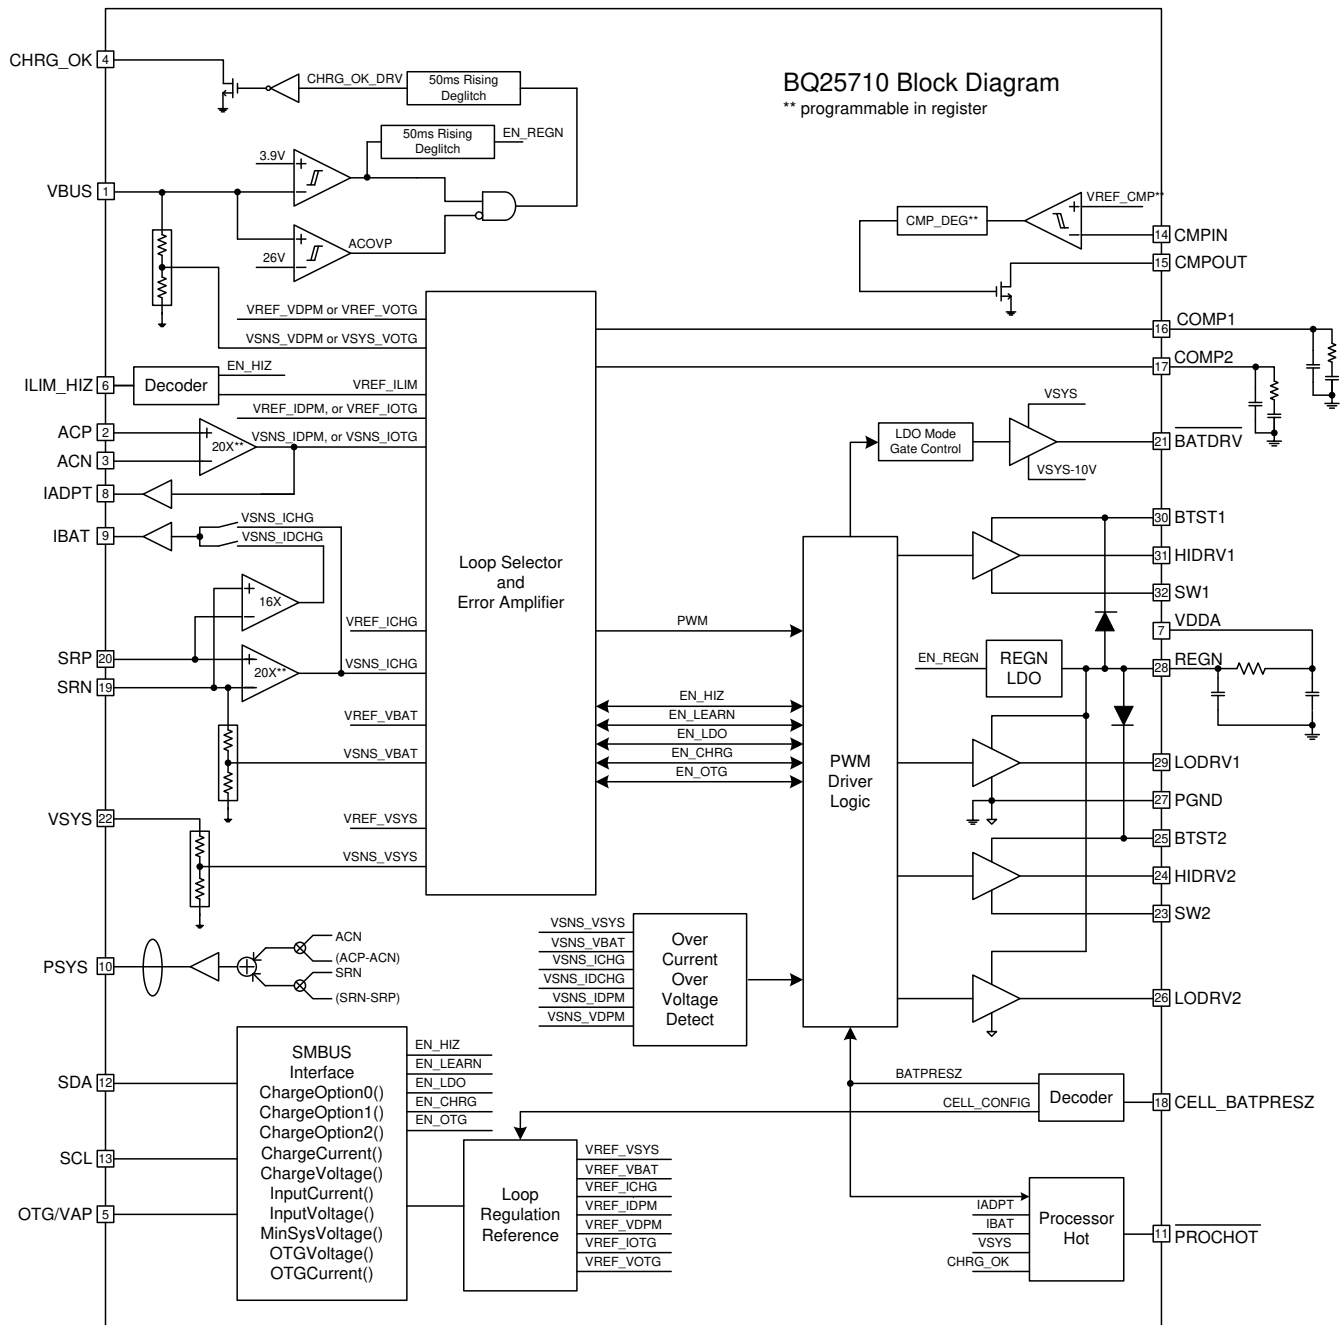 BQ25710 Block Diagram
** programmable in register
CHRG_OK
4
CHRG_OK_DRV
50ms Rising
Deglitch
50ms Rising
Deglitch
EN_REGN
3.9V
+
−
VBUS
1
+
−
26V
ACOVP
VREF_CMP**
+
−
CMP_DEG**
14
CMPIN
15
CMPOUT
VREF_VDPM or VREF_VOTG
VSNS_VDPM or VSYS_VOTG
16
COMP1
17
COMP2
ILIM_HIZ
6
Decoder
EN_HIZ
VREF_ILIM
VREF_IDPM, or VREF_IOTG
VSNS_IDPM, or VSNS_IOTG
ACP
2
+
20X**
−
ACN
3
IADPT
8
IBAT
9
VSNS_ICHG
VSNS_IDCHG
+
16X
−
VREF_ICHG
SRP
20
+
20X**
−
VSNS_ICHG
SRN
19
VREF_VBAT
VSNS_VBAT
VSYS
22
VREF_VSYS
VSNS_VSYS
Loop Selector
and
Error Amplifier
PWM
EN_HIZ
EN_LEARN
EN_LDO
EN_CHRG
EN_OTG
PWM
Driver
Logic
LDO Mode
Gate Control
VSYS
VSYS-10V
21
BATDRV
30
BTST1
31
HIDRV1
32
SW1
7
VDDA
EN_REGN
REGN
LDO
28
REGN
29
LODRV1
27
PGND
25
BTST2
24
HIDRV2
23
SW2
26
LODRV2
VSNS_VSYS
VSNS_VBAT
VSNS_ICHG
VSNS_IDCHG
VSNS_IDPM
VSNS_VDPM
Over
Current
Over
Voltage
Detect
PSYS
10
ACN
(ACP-ACN)
SRN
(SRN-SRP)
SDA
12
SCL
13
OTG/VAP
5
SMBUS
Interface
ChargeOption0()
ChargeOption1()
ChargeOption2()
ChargeCurrent()
ChargeVoltage()
InputCurrent()
InputVoltage()
MinSysVoltage()
OTGVoltage()
OTGCurrent()
EN_HIZ
EN_LEARN
EN_LDO
EN_CHRG
EN_OTG
Loop
Regulation
Reference
VREF_VSYS
VREF_VBAT
VREF_ICHG
VREF_IDPM
VREF_VDPM
VREF_IOTG
VREF_VOTG
BATPRESZ
CELL_CONFIG
Decoder
18
CELL_BATPRESZ
IADPT
IBAT
VSYS
CHRG_OK
Processor
Hot
11
PROCHOT